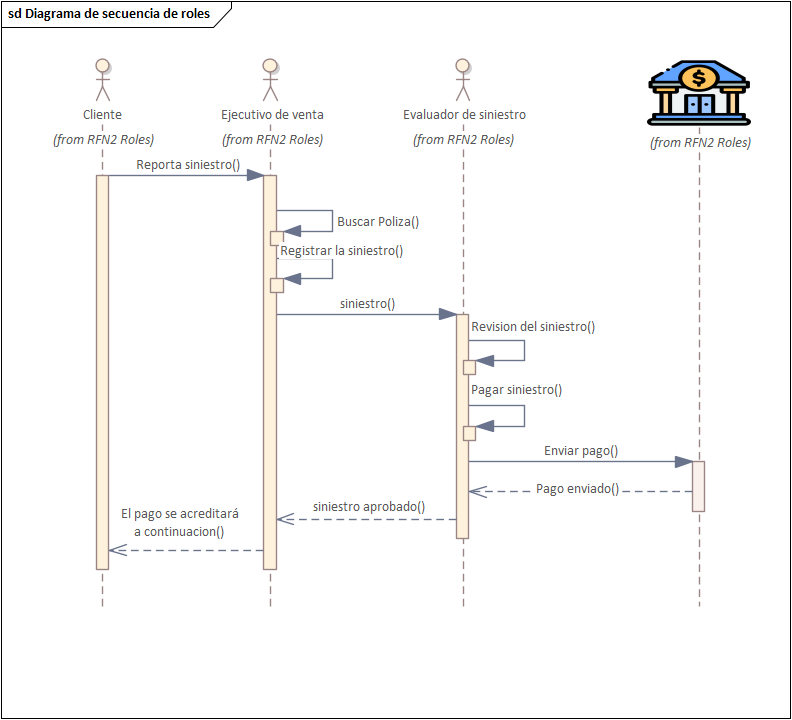 sd Diagrama de secuencia de roles
$
Cliente
Ejecutivo de venta
Evaluador de siniestro
(from RFN2 Roles)
(from RFN2 Roles)
(from RFN2 Roles)
(from RFN2 Roles)
Reporta siniestro()
Buscar Poliza()
Registrar la siniestro()
siniestro()
Revision del siniestro()
Pagar siniestro()
Enviar pago()
Pago enviado()
siniestro aprobado()
El pago se acreditará
a continuacion()